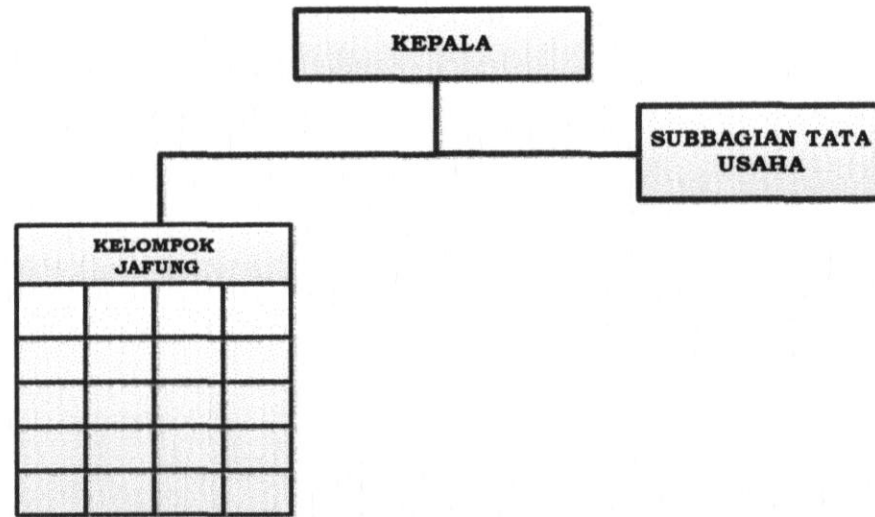 KEPALA
SUBBAGIAN TATA
USAHA
KELOMPOK
JAFUNG